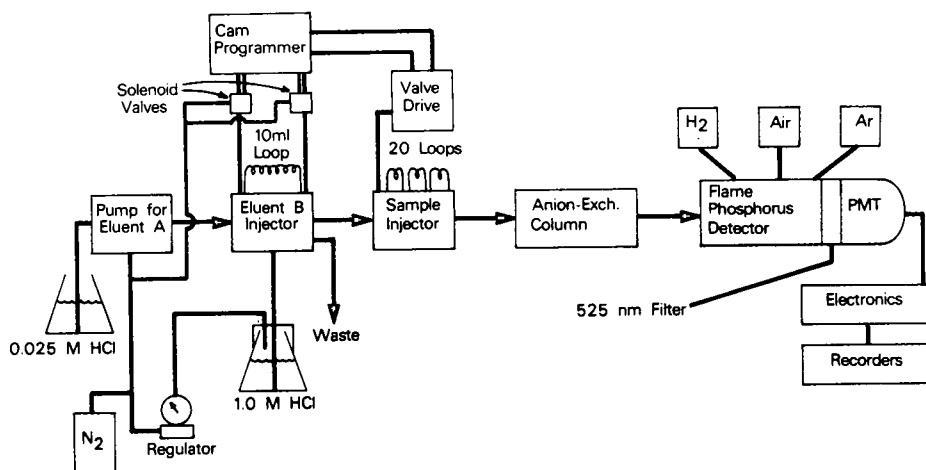 Cam
Programmer
Solenoid
Valves
Valve
Drive
10ml
Loop
20 Loops
H2
Air
Ar
Pump for
Eluent A
Eluent B
Injector
Sample
Injector
Anion-Exch.
Column
Flame
Phosphorus
Detector
PMT
525 nm Filter
Electronics
Recorders
Waste
0.025 M HCl
1.0 M HCl
N2
Regulator